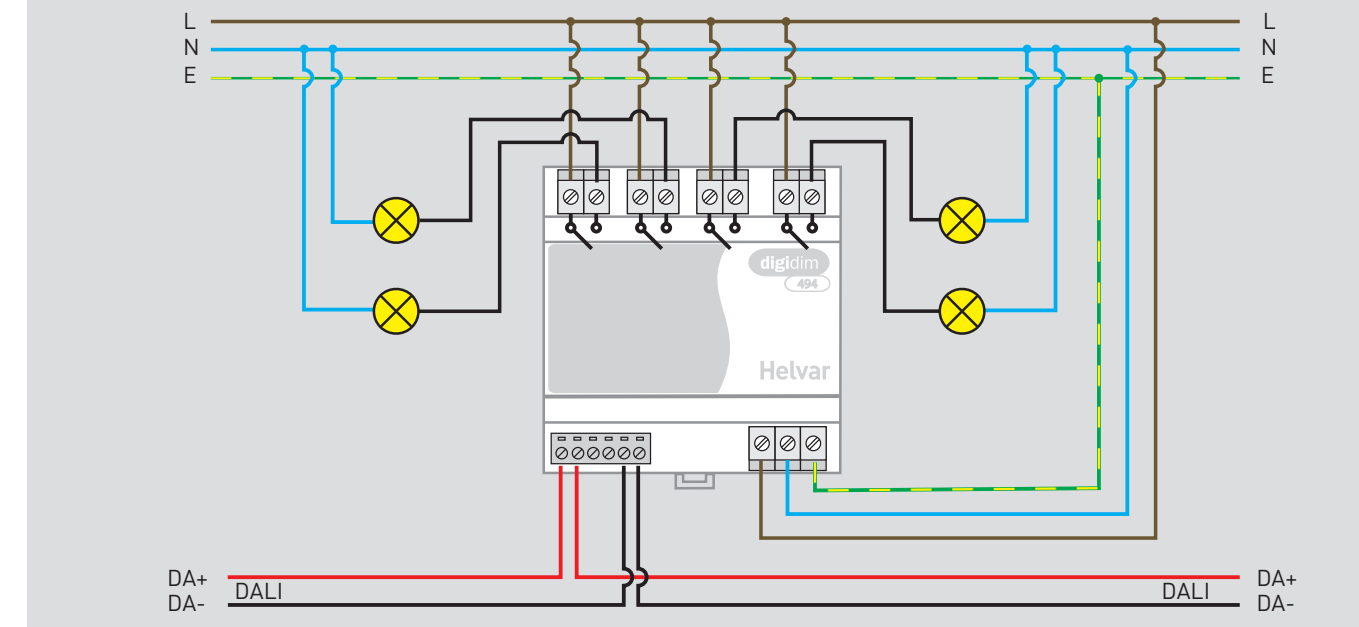 L L
N N
E E
digidim
494
Helvar
DA+ DALI DALI DA+
DA- DA-